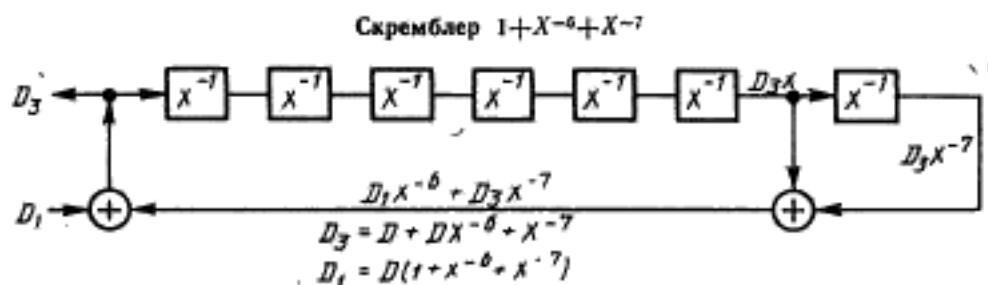 Скремблер 1+X⁻⁶+X⁻⁷
D₃ X⁻¹ X⁻¹ X⁻¹ X⁻¹ X⁻¹ X⁻¹ D₃X X⁻¹
D₃X⁻⁷
D₁ + D₁X⁻⁶ + D₃X⁻⁷ +
D₃ = D + DX⁻⁶ + X⁻⁷
D₁ = D(1 + X⁻⁶ + X⁻⁷)